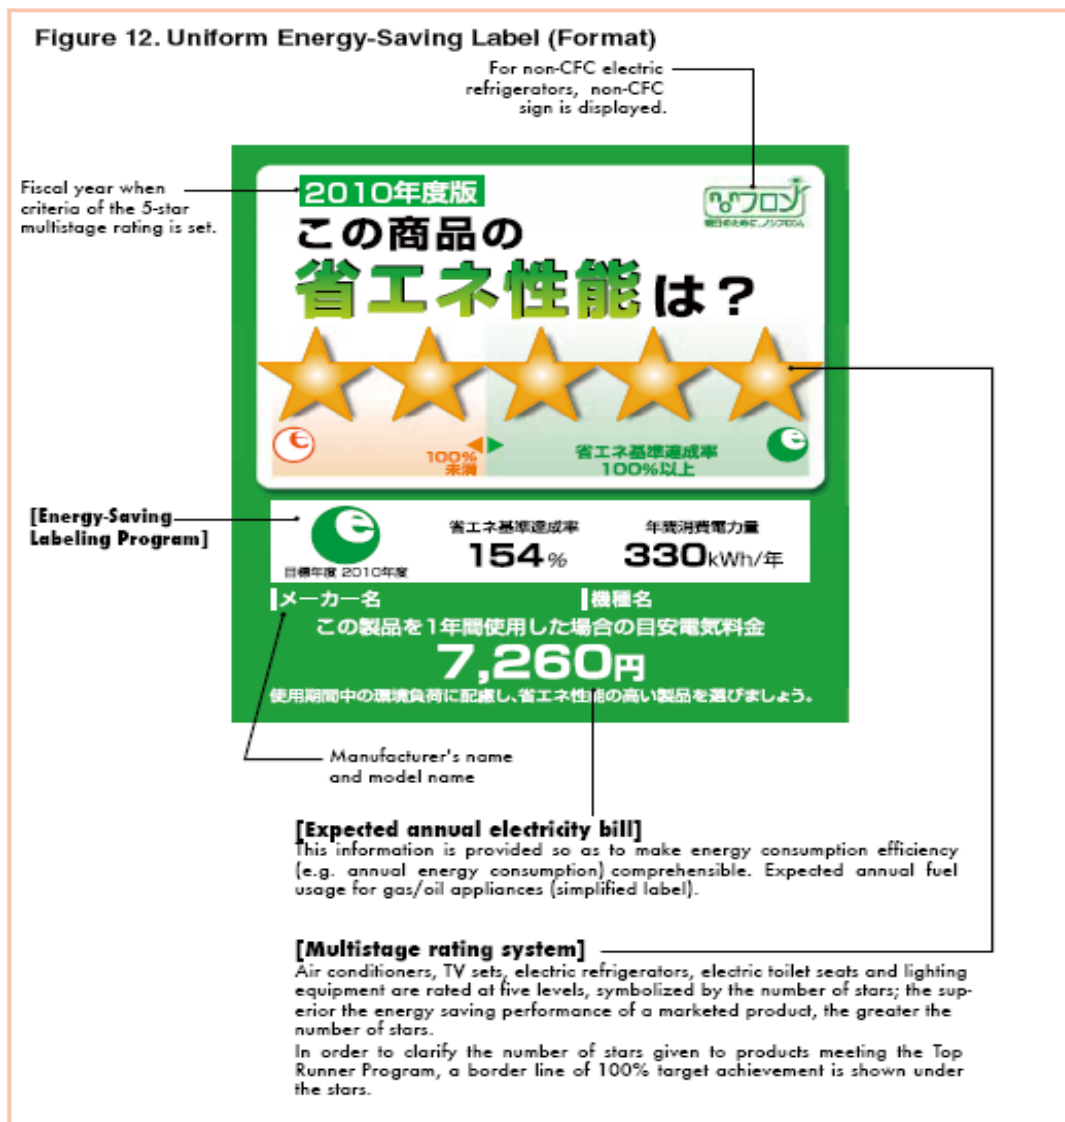 Figure 12. Uniform Energy-Saving Label (Format)
For non-CFC electric
refrigerators, non-CFC
sign is displayed.
Fiscal year when
criteria of the 5-star
multistage rating is set.
2010年度版
ノンフロン
明日のために、ノンフロン。
この商品の
省エネ性能は？
100%
未満
省エネ基準達成率
100%以上
[Energy-Saving
Labeling Program]
e
目標年度 2010年度
省エネ基準達成率
154%
年間消費電力量
330kWh/年
メーカー名
機種名
この製品を1年間使用した場合の目安電気料金
7,260円
使用期間中の環境負荷に配慮し、省エネ性能の高い製品を選びましょう。
Manufacturer's name
and model name
[Expected annual electricity bill]
This information is provided so as to make energy consumption efficiency
(e.g. annual energy consumption) comprehensible. Expected annual fuel
usage for gas/oil appliances (simplified label).
[Multistage rating system]
Air conditioners, TV sets, electric refrigerators, electric toilet seats and lighting
equipment are rated at five levels, symbolized by the number of stars; the sup-
erior the energy saving performance of a marketed product, the greater the
number of stars.
In order to clarify the number of stars given to products meeting the Top
Runner Program, a border line of 100% target achievement is shown under
the stars.